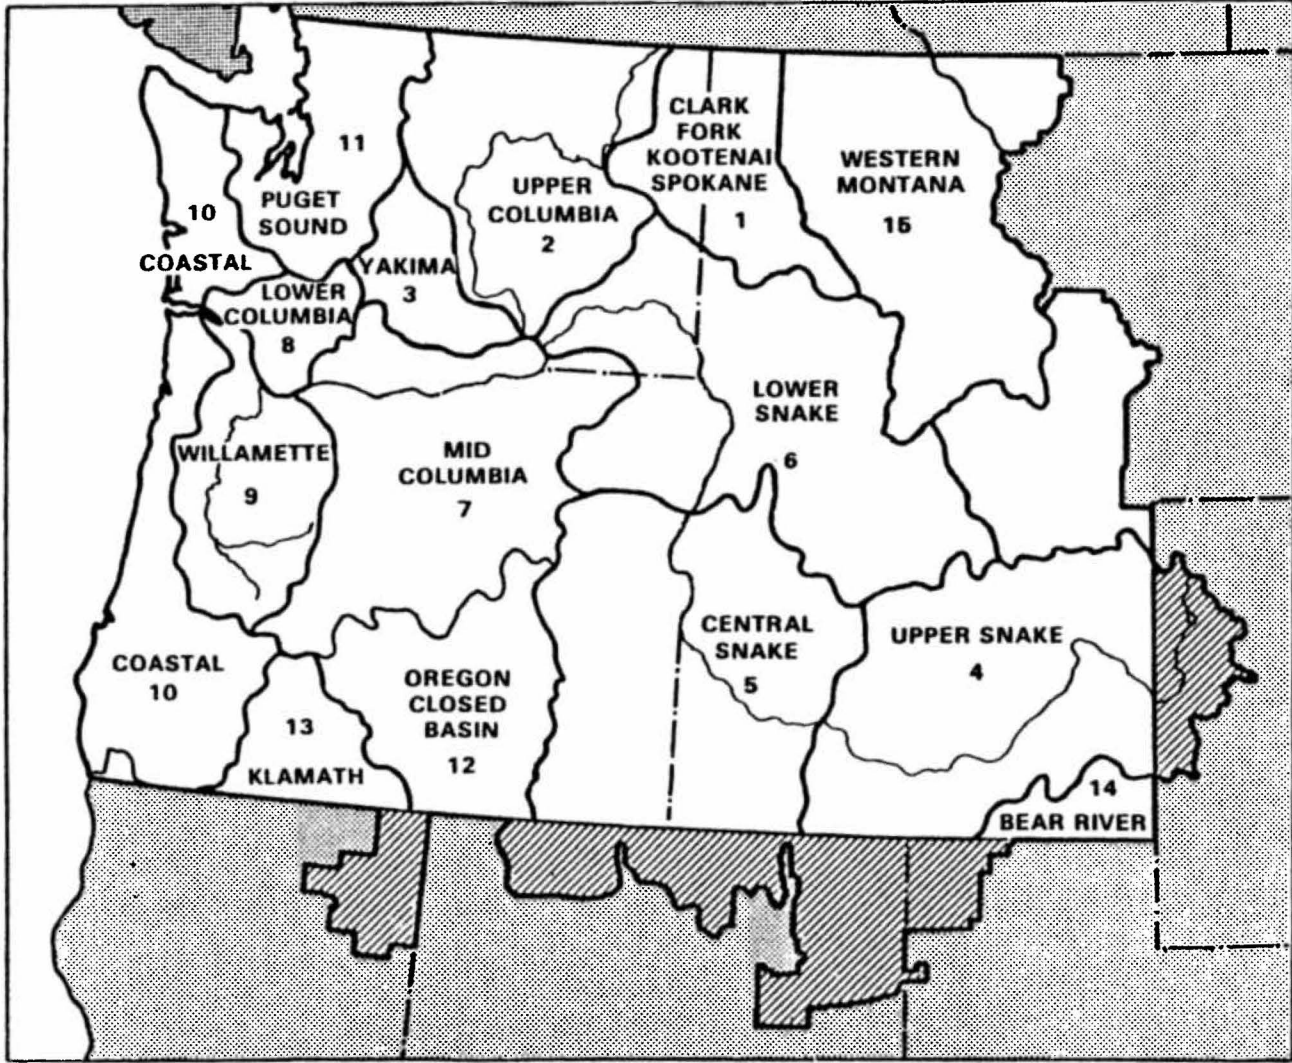 CLARK
FORK
KOOTENAI
SPOKANE
1
11
PUGET
SOUND
10
COASTAL
WESTERN
MONTANA
15
UPPER
COLUMBIA
2
YAKIMA
3
LOWER
COLUMBIA
8
LOWER
SNAKE
6
WILLAMETTE
9
MID
COLUMBIA
7
CENTRAL
SNAKE
5
UPPER SNAKE
4
COASTAL
10
OREGON
CLOSED
BASIN
12
13
KLAMATH
14
BEAR RIVER